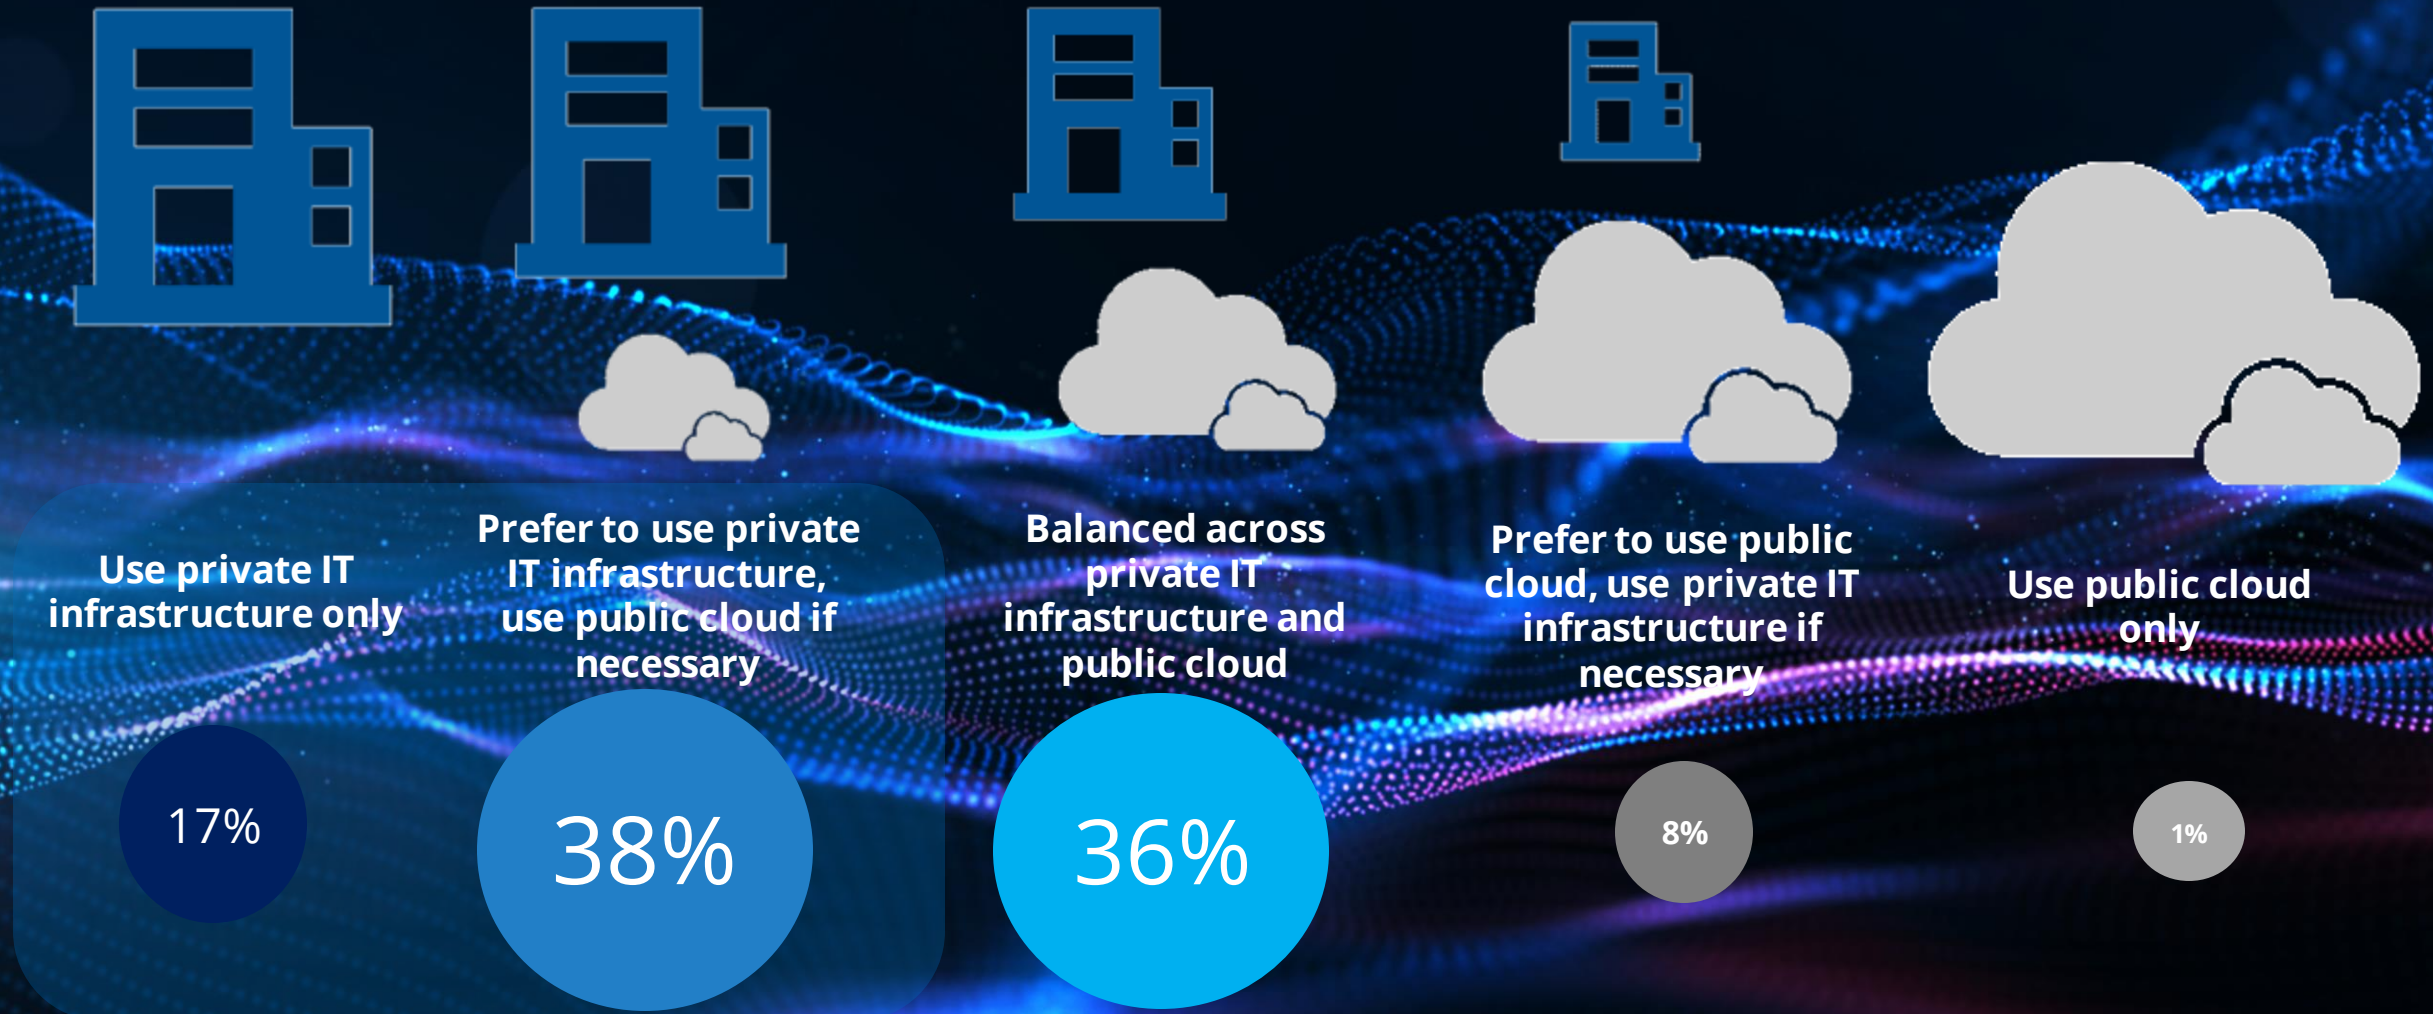 Use private IT
infrastructure only
Prefer to use private
IT infrastructure,
use public cloud if
necessary
Balanced across
private IT
infrastructure and
public cloud
Prefer to use public
cloud, use private IT
infrastructure if
necessary
Use public cloud
only
17%
38%
36%
8%
1%